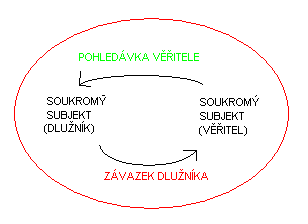 POHLEDÁVKA VĚŘITELE
SOUKROMÝ
SUBJEKT
(DLUŽNÍK)
SOUKROMÝ
SUBJEKT
(VĚŘITEL)
ZÁVAZEK DLUŽNÍKA